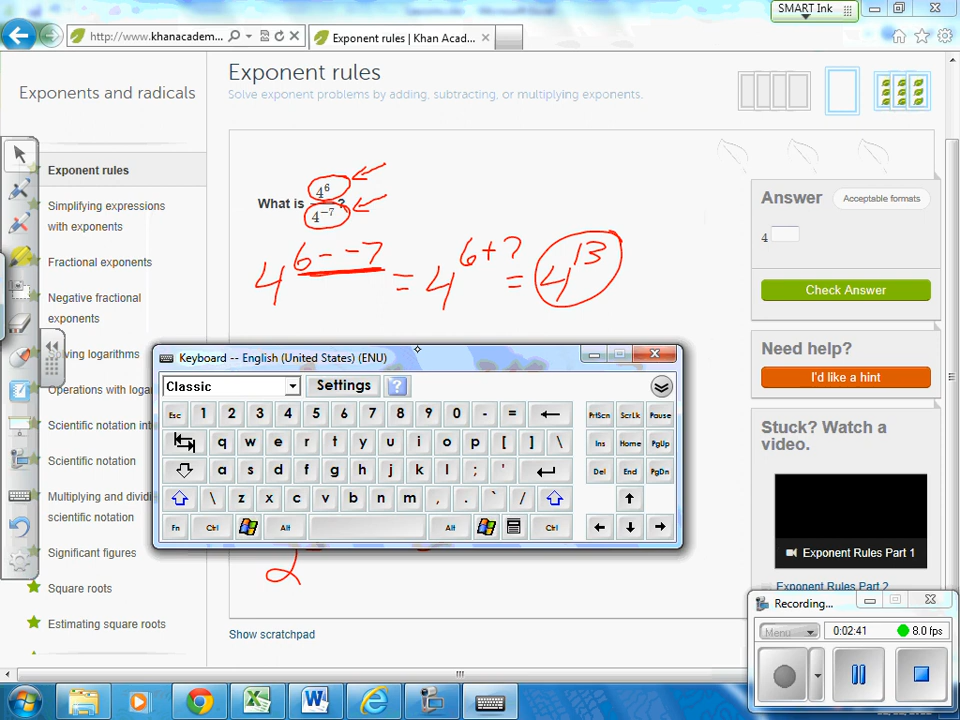 SMART Ink
http://www.khanacadem...
Exponent rules | Khan Acad...
Exponents and radicals
Exponent rules
Solve exponent problems by adding, subtracting, or multiplying exponents.
Exponent rules
Simplifying expressions
with exponents
Fractional exponents
Negative fractional
exponents
Solving logarithms
Operations with logar
Scientific notation int
Scientific notation
Multiplying and dividi
scientific notation
Significant figures
Square roots
Estimating square roots
What is 4^6 / 4^-7 ?
4^6 - -7 = 4^6+7 = 4^13
Answer
Acceptable formats
4
Check Answer
Need help?
I'd like a hint
Stuck? Watch a
video.
Exponent Rules Part 1
Exponent Rules Part 2
Keyboard -- English (United States) (ENU)
Classic
Settings
?
Esc 1 2 3 4 5 6 7 8 9 0 - = PrtScn ScrLk Pause
q w e r t y u i o p [ ] \ Ins Home PgUp
a s d f g h j k l ; ' Del End PgDn
\ z x c v b n m , . ` /
Fn Ctrl Alt Alt Ctrl
2
Show scratchpad
Recording...
Menu
0:02:41
8.0 fps